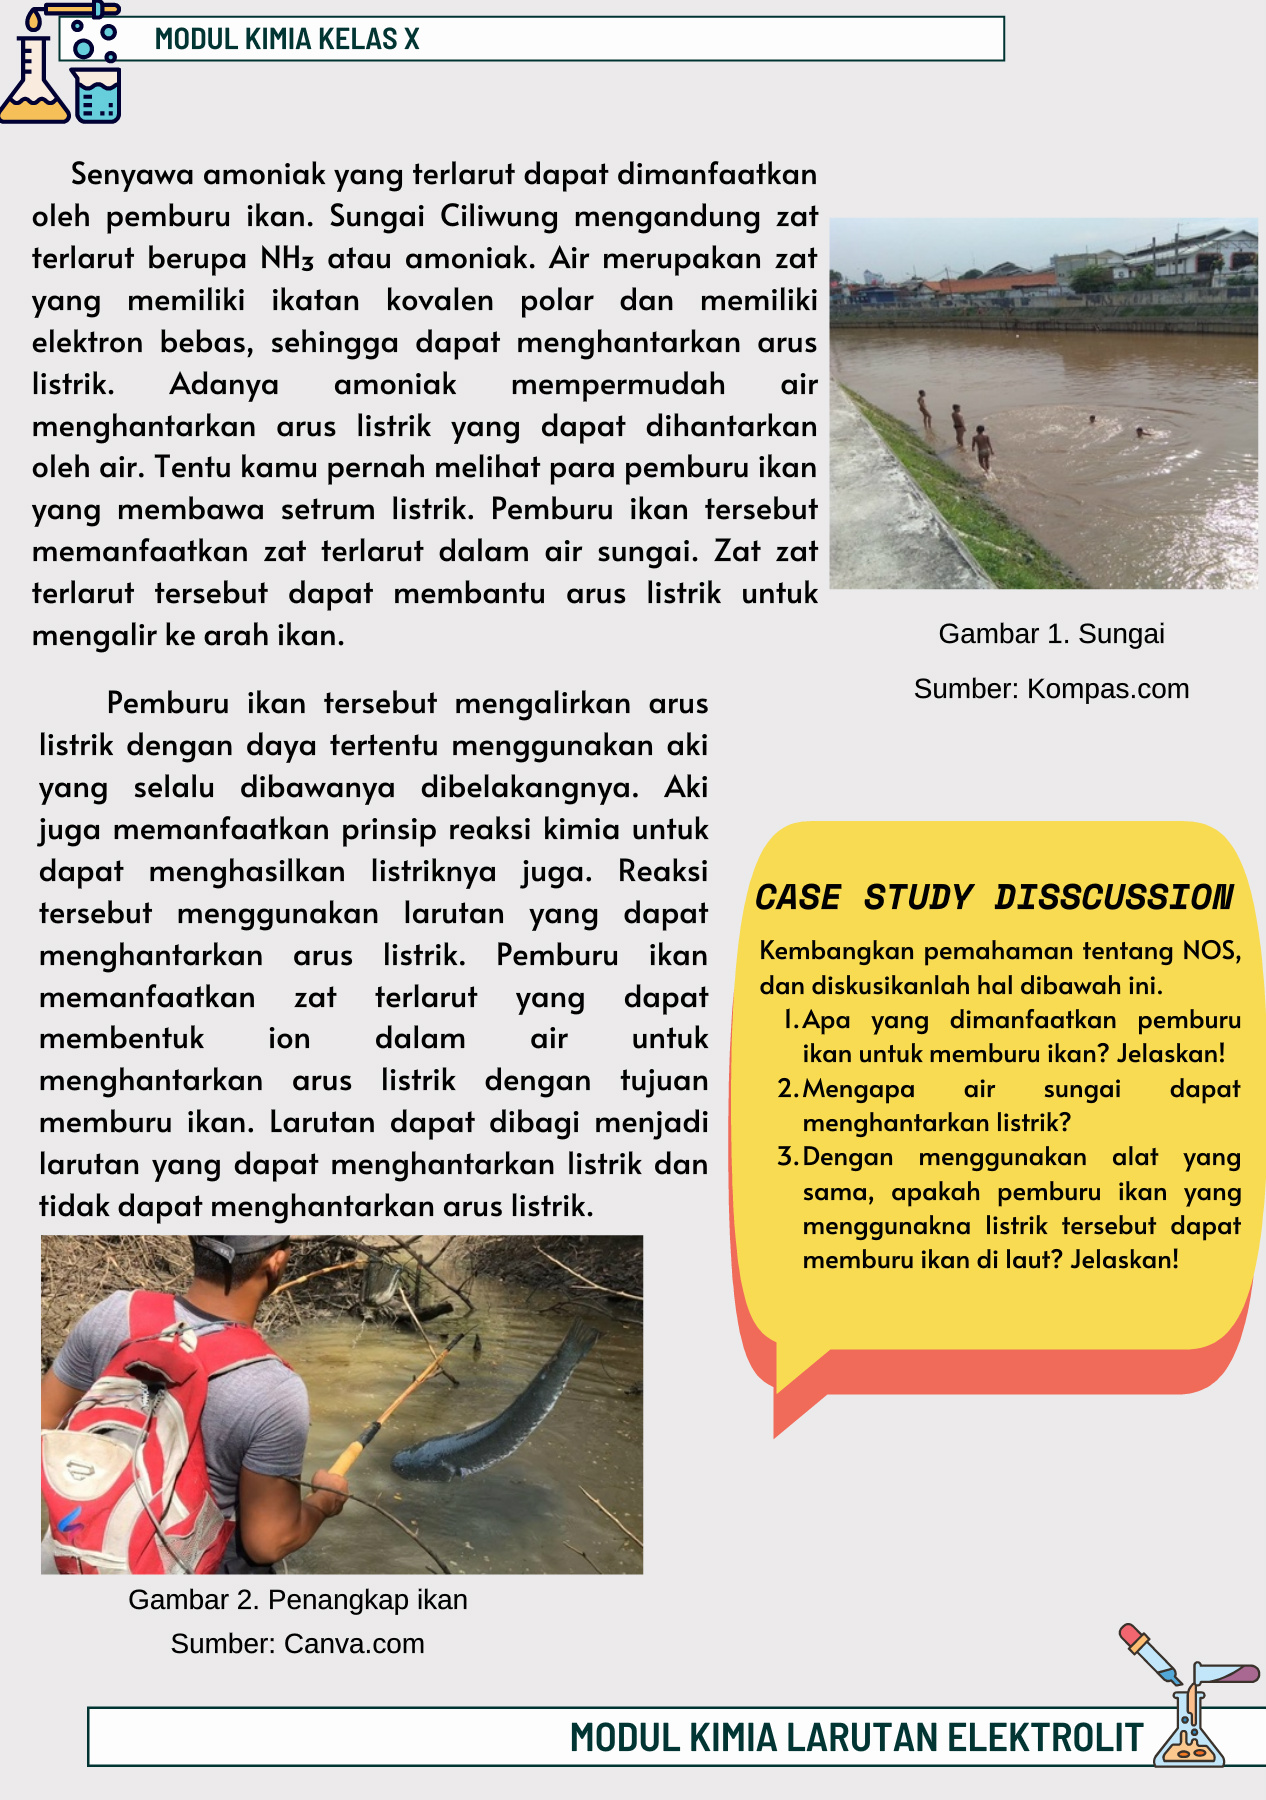 MODUL KIMIA KELAS X
Senyawa amoniak yang terlarut dapat dimanfaatkan
oleh pemburu ikan. Sungai Ciliwung mengandung zat
terlarut berupa NH₃ atau amoniak. Air merupakan zat
yang memiliki ikatan kovalen polar dan memiliki
elektron bebas, sehingga dapat menghantarkan arus
listrik. Adanya amoniak mempermudah air
menghantarkan arus listrik yang dapat dihantarkan
oleh air. Tentu kamu pernah melihat para pemburu ikan
yang membawa setrum listrik. Pemburu ikan tersebut
memanfaatkan zat terlarut dalam air sungai. Zat zat
terlarut tersebut dapat membantu arus listrik untuk
mengalir ke arah ikan.
Gambar 1. Sungai
Sumber: Kompas.com
Pemburu ikan tersebut mengalirkan arus
listrik dengan daya tertentu menggunakan aki
yang selalu dibawanya dibelakangnya. Aki
juga memanfaatkan prinsip reaksi kimia untuk
dapat menghasilkan listriknya juga. Reaksi
tersebut menggunakan larutan yang dapat
menghantarkan arus listrik. Pemburu ikan
memanfaatkan zat terlarut yang dapat
membentuk ion dalam air untuk
menghantarkan arus listrik dengan tujuan
memburu ikan. Larutan dapat dibagi menjadi
larutan yang dapat menghantarkan listrik dan
tidak dapat menghantarkan arus listrik.
CASE STUDY DISSCUSSION
Kembangkan pemahaman tentang NOS,
dan diskusikanlah hal dibawah ini.
1. Apa yang dimanfaatkan pemburu
ikan untuk memburu ikan? Jelaskan!
2. Mengapa air sungai dapat
menghantarkan listrik?
3. Dengan menggunakan alat yang
sama, apakah pemburu ikan yang
menggunakna listrik tersebut dapat
memburu ikan di laut? Jelaskan!
Gambar 2. Penangkap ikan
Sumber: Canva.com
MODUL KIMIA LARUTAN ELEKTROLIT